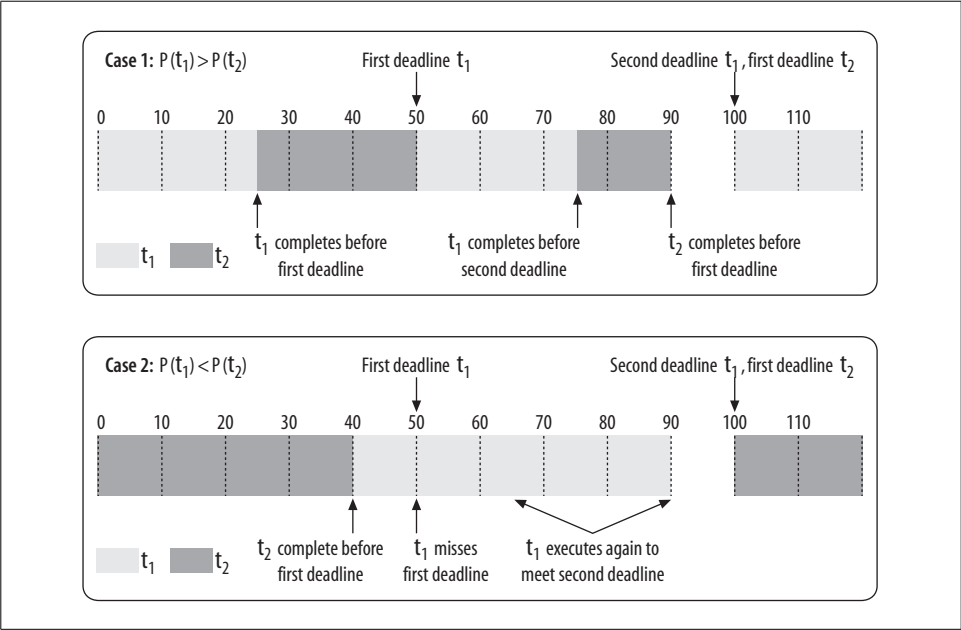 Case 1: P(t₁) > P(t₂)
First deadline t₁
Second deadline t₁, first deadline t₂
0 10 20 30 40 50 60 70 80 90 100 110
t₁ completes before
first deadline
t₁ completes before
second deadline
t₂ completes before
first deadline
t₁ t₂
Case 2: P(t₁) < P(t₂)
First deadline t₁
Second deadline t₁, first deadline t₂
0 10 20 30 40 50 60 70 80 90 100 110
t₂ complete before
first deadline
t₁ misses
first deadline
t₁ executes again to
meet second deadline
t₁ t₂